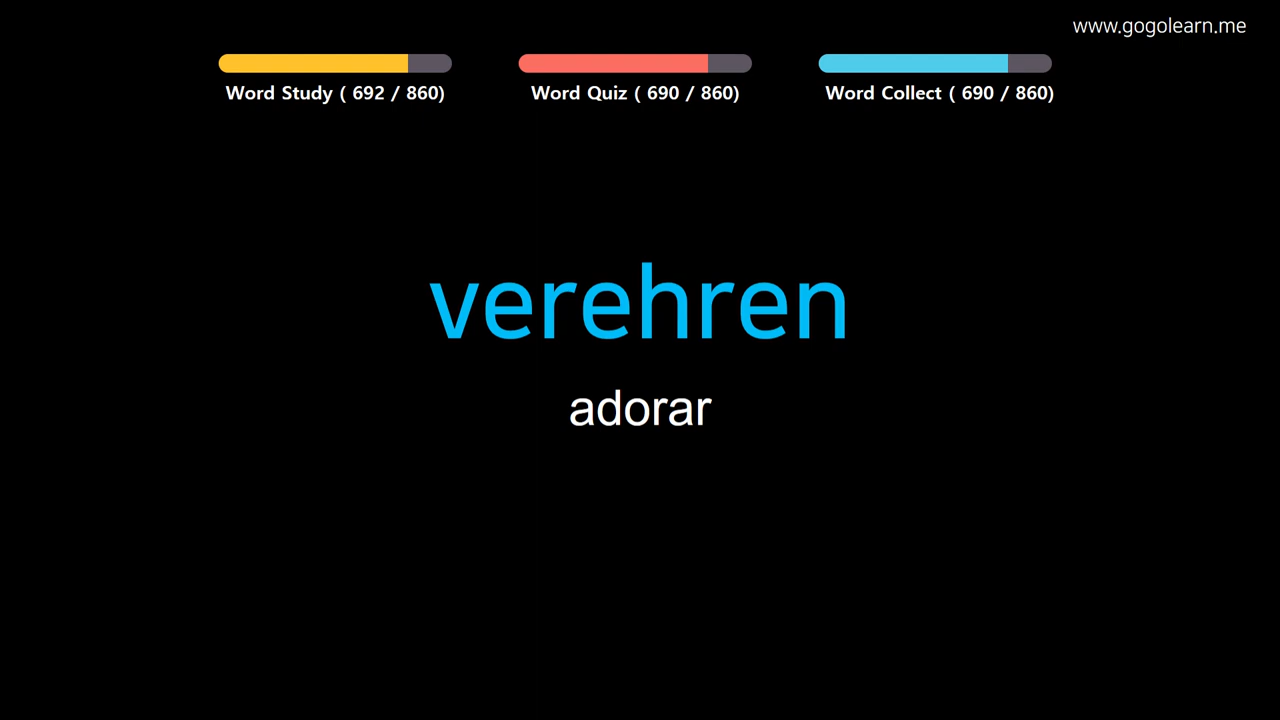 www.gogolearn.me
Word Study ( 692 / 860)
Word Quiz ( 690 / 860)
Word Collect ( 690 / 860)
verehren
adorar